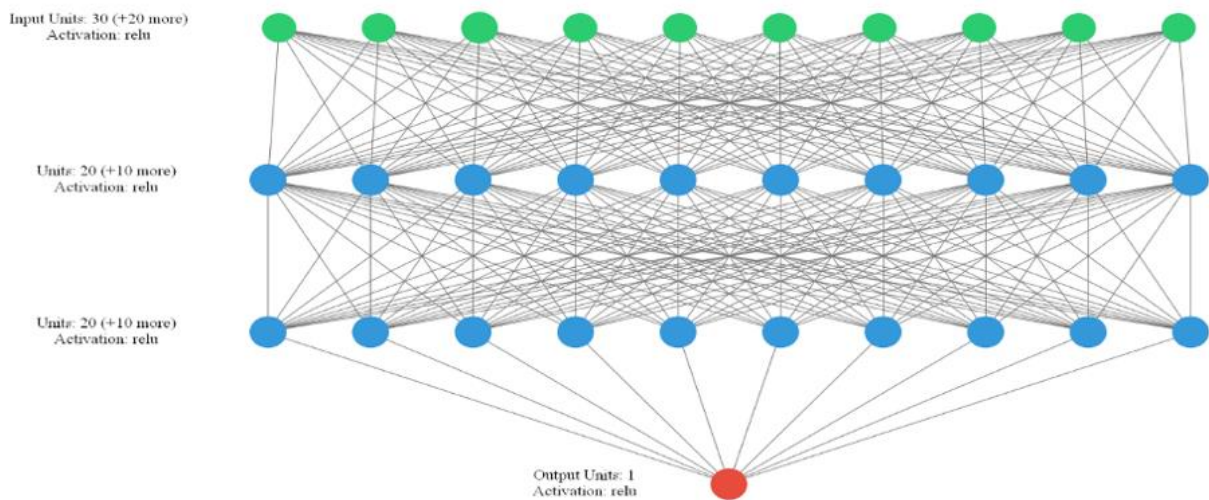 Input Units: 30 (+20 more)
Activation: relu
Units: 20 (+10 more)
Activation: relu
Units: 20 (+10 more)
Activation: relu
Output Units: 1
Activation: relu